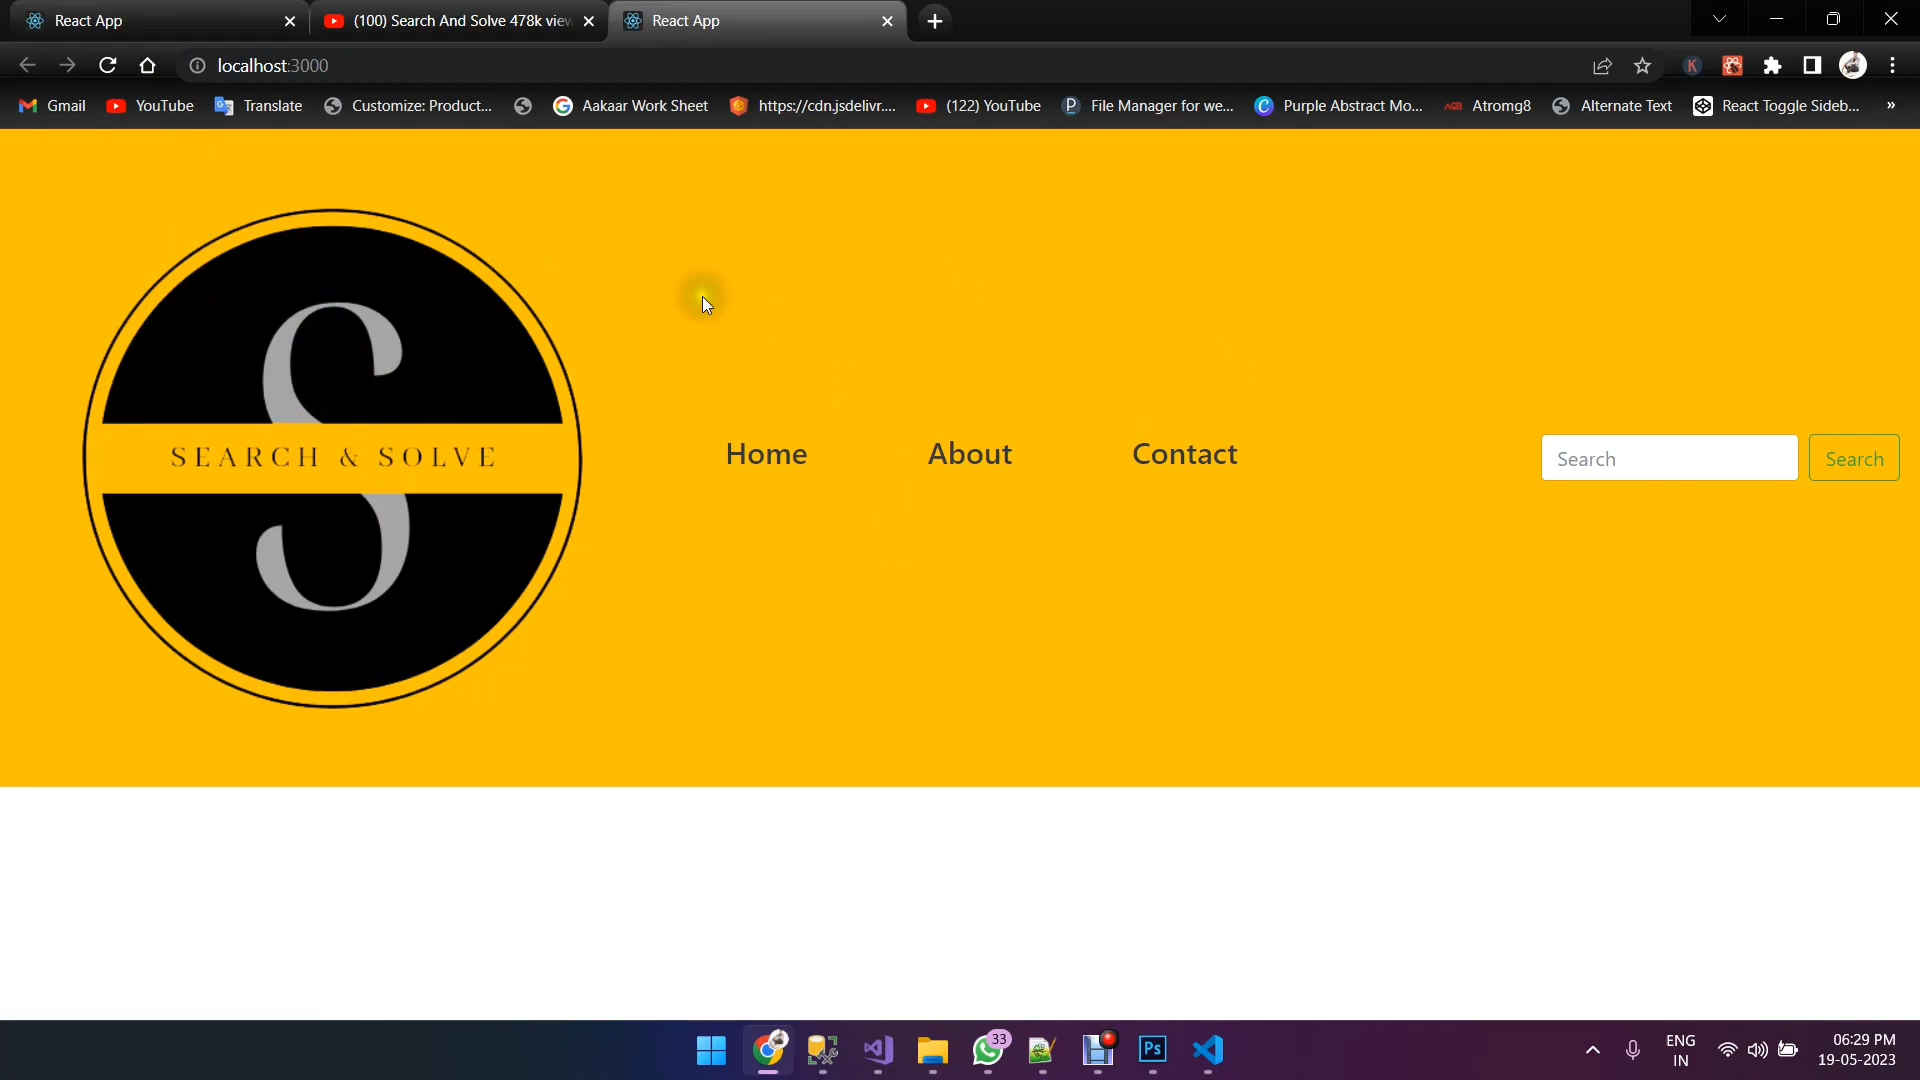 React App
(100) Search And Solve 478k view
React App
localhost:3000
K
Gmail
YouTube
Translate
Customize: Product...
Aakaar Work Sheet
https://cdn.jsdelivr....
(122) YouTube
File Manager for we...
Purple Abstract Mo...
Atromg8
Alternate Text
React Toggle Sideb...
»
S
SEARCH & SOLVE
Home
About
Contact
Search
Search
33
Ps
ENG
IN
06:29 PM
19-05-2023